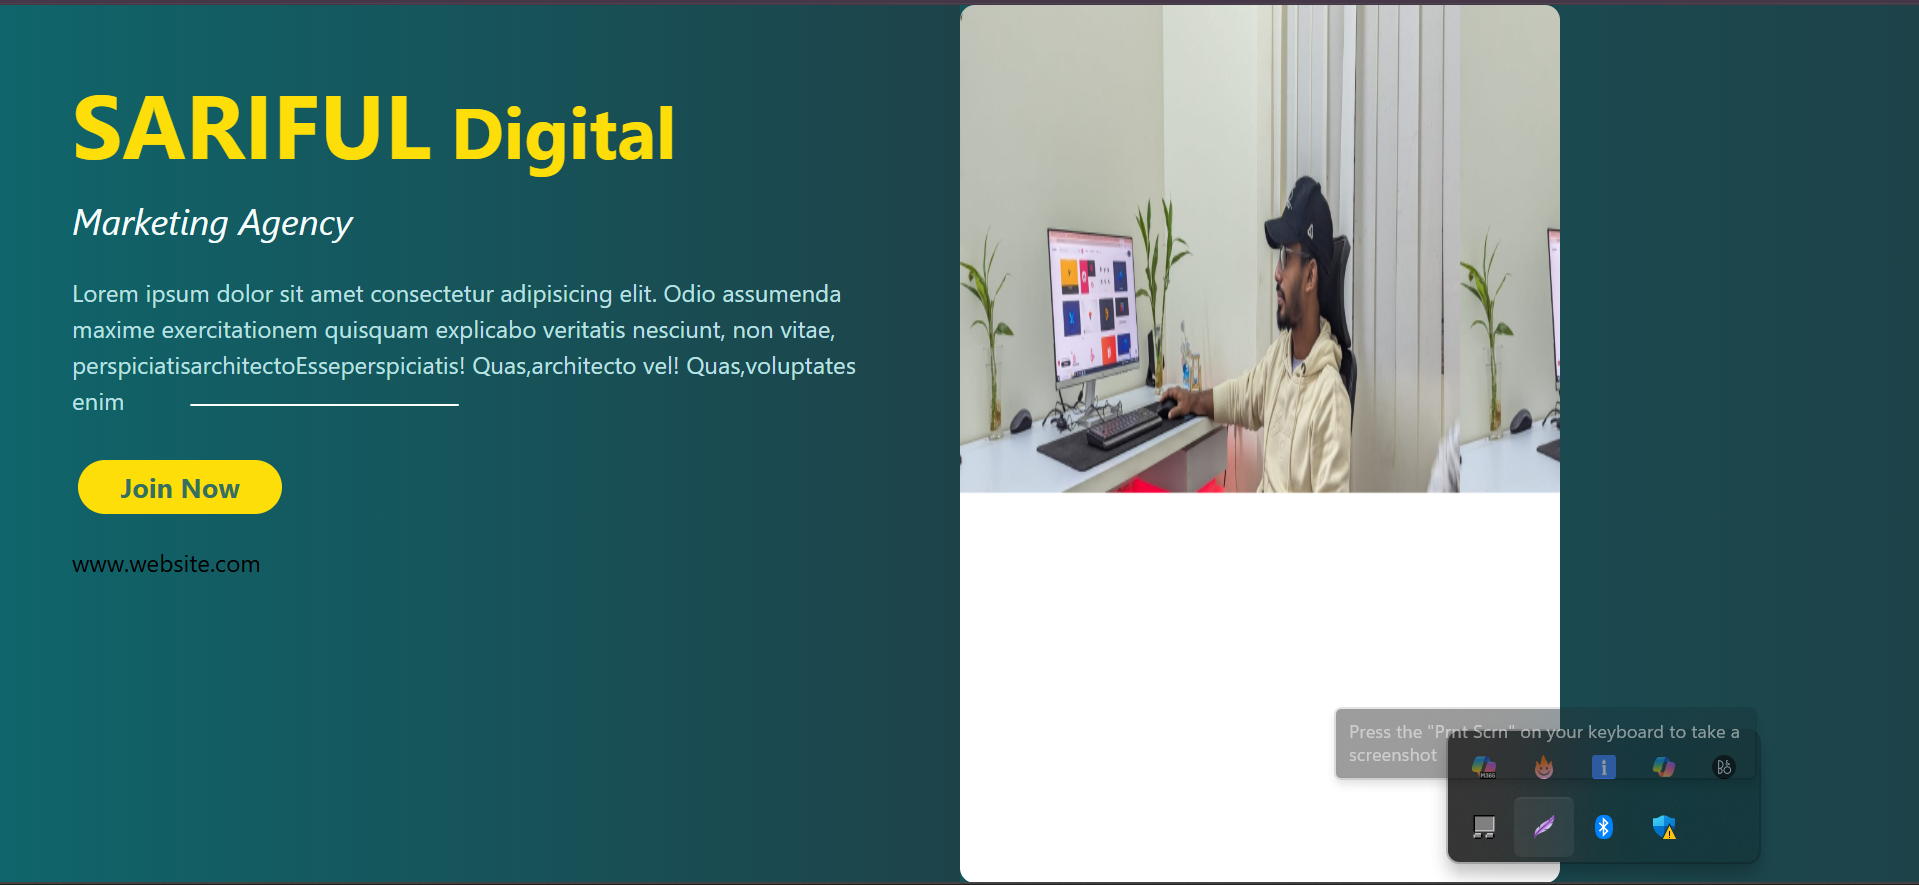 SARIFUL Digital
Marketing Agency
Lorem ipsum dolor sit amet consectetur adipisicing elit. Odio assumenda
maxime exercitationem quisquam explicabo veritatis nesciunt, non vitae,
perspiciatisarchitectoEsseperspiciatis! Quas,architecto vel! Quas,voluptates
enim
Join Now
www.website.com
Press the "Prnt Scrn" on your keyboard to take a
screenshot
M365